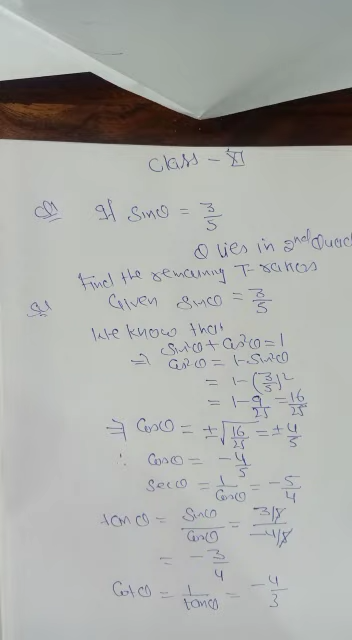 Class - XI
Q If sinθ = 3/5
θ lies in 2nd Quad
Find the remaining T-ratios
Given sinθ = 3/5
We know that
sin²θ + cos²θ = 1
⇒ cos²θ = 1 - sin²θ
= 1 - (3/5)²
= 1 - 9/25 = 16/25
⇒ Cosθ = ±√16/25 = ± 4/5
∴ Cosθ = -4/5
Secθ = 1/Cosθ = -5/4
tanθ = Sinθ/Cosθ = 3/5/-4/5
= -3/4
Cotθ = 1/tanθ = -4/3